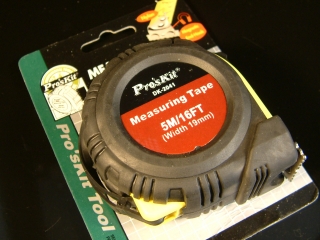 Pro'sKit®
DK-2041
Measuring Tape
5M/16FT
(Width 19mm)
Pro'sKit Tool